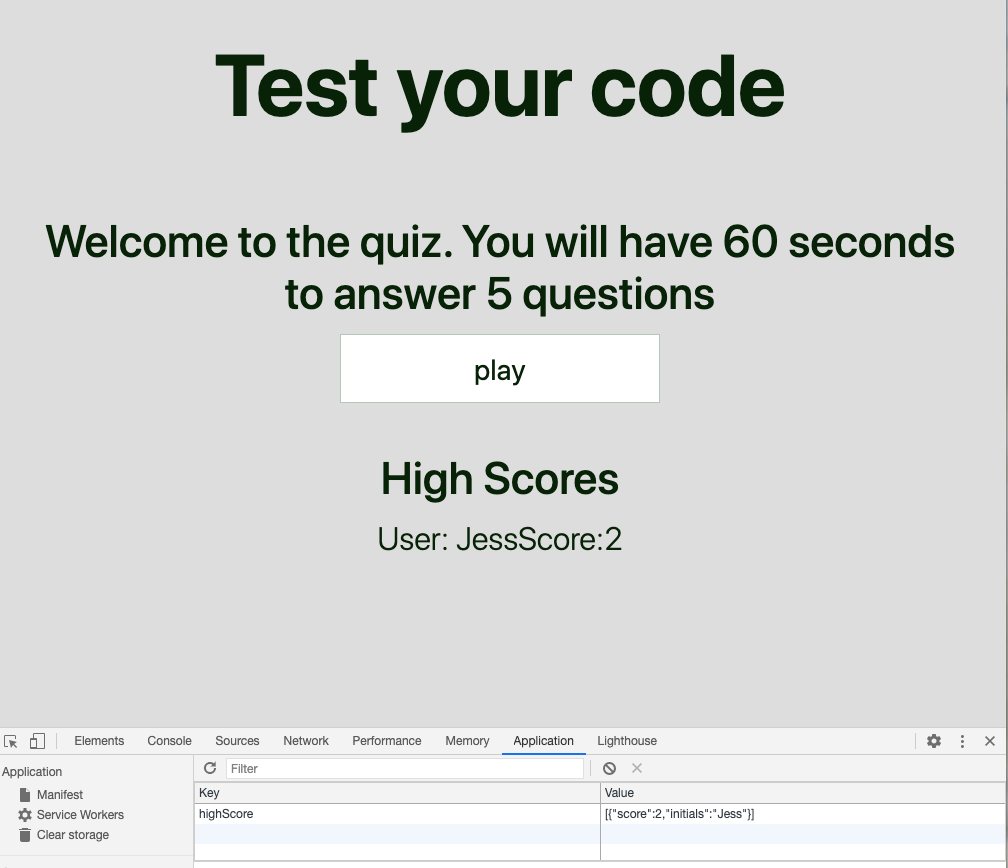 Test your code
Welcome to the quiz. You will have 60 seconds
to answer 5 questions
play
High Scores
User: JessScore:2
Elements Console Sources Network Performance Memory Application Lighthouse
Application
Filter
Manifest
Service Workers
Clear storage
Key Value
highScore [{"score":2,"initials":"Jess"}]